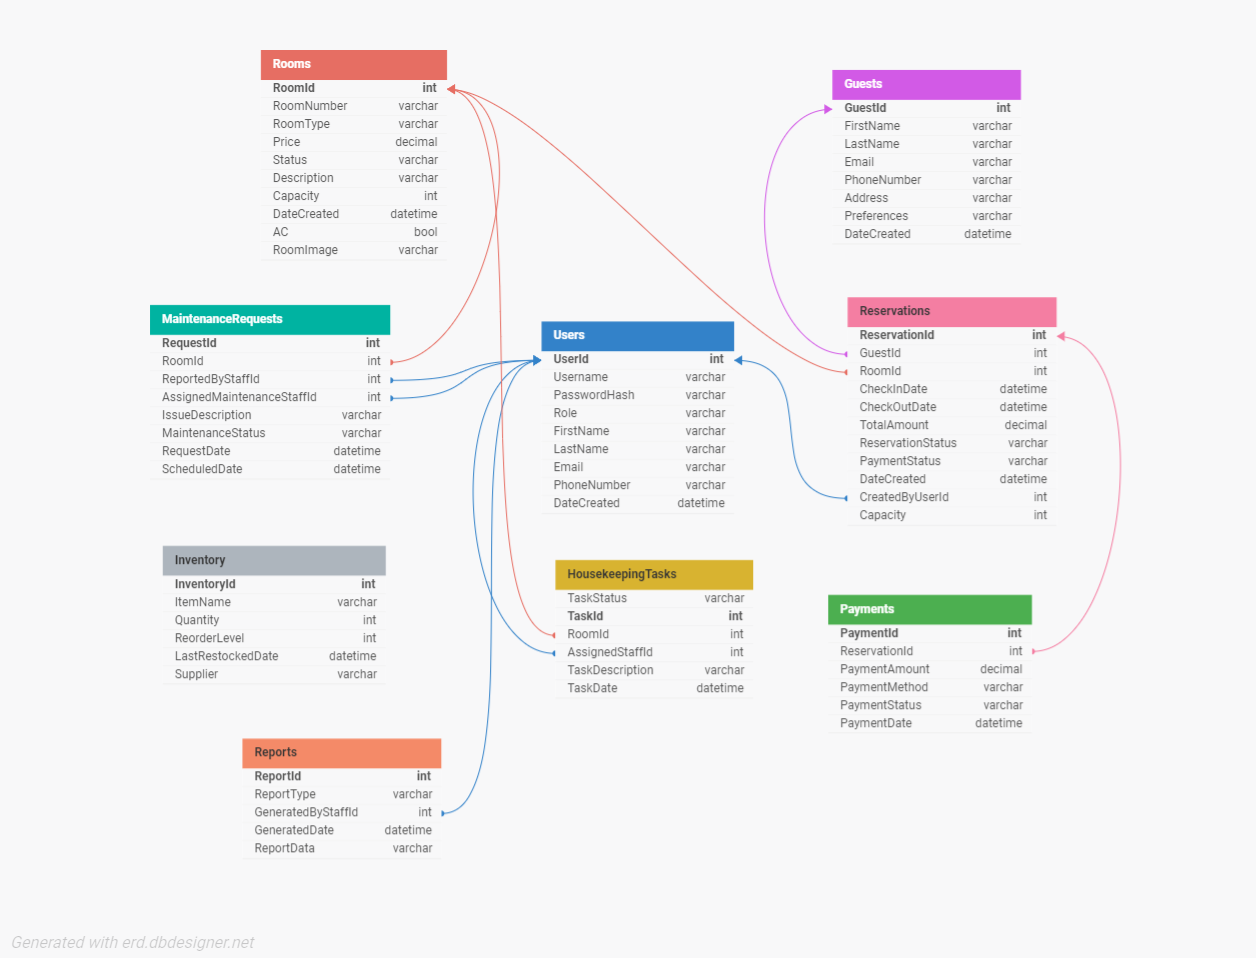 Rooms
RoomId int
RoomNumber varchar
RoomType varchar
Price decimal
Status varchar
Description varchar
Capacity int
DateCreated datetime
AC bool
RoomImage varchar
Guests
GuestId int
FirstName varchar
LastName varchar
Email varchar
PhoneNumber varchar
Address varchar
Preferences varchar
DateCreated datetime
MaintenanceRequests
RequestId int
RoomId int
ReportedByStaffId int
AssignedMaintenanceStaffId int
IssueDescription varchar
MaintenanceStatus varchar
RequestDate datetime
ScheduledDate datetime
Users
UserId int
Username varchar
PasswordHash varchar
Role varchar
FirstName varchar
LastName varchar
Email varchar
PhoneNumber varchar
DateCreated datetime
Reservations
ReservationId int
GuestId int
RoomId int
CheckInDate datetime
CheckOutDate datetime
TotalAmount decimal
ReservationStatus varchar
PaymentStatus varchar
DateCreated datetime
CreatedByUserId int
Capacity int
Inventory
InventoryId int
ItemName varchar
Quantity int
ReorderLevel int
LastRestockedDate datetime
Supplier varchar
HousekeepingTasks
TaskStatus varchar
TaskId int
RoomId int
AssignedStaffId int
TaskDescription varchar
TaskDate datetime
Payments
PaymentId int
ReservationId int
PaymentAmount decimal
PaymentMethod varchar
PaymentStatus varchar
PaymentDate datetime
Reports
ReportId int
ReportType varchar
GeneratedByStaffId int
GeneratedDate datetime
ReportData varchar
Generated with erd.dbdesigner.net